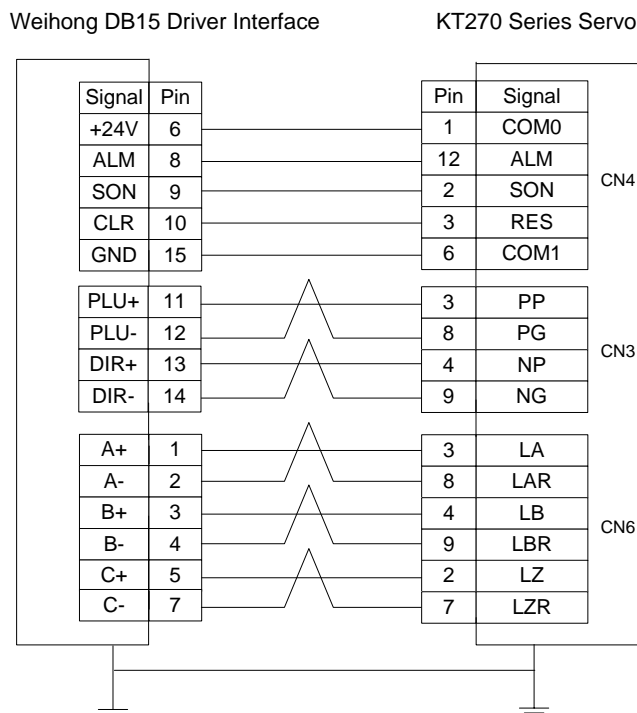 Weihong DB15 Driver Interface KT270 Series Servo
Signal Pin Pin Signal
+24V 6 1 COM0
ALM 8 12 ALM
CN4
SON 9 2 SON
CLR 10 3 RES
GND 15 6 COM1
PLU+ 11 3 PP
PLU- 12 8 PG
CN3
DIR+ 13 4 NP
DIR- 14 9 NG
A+ 1 3 LA
A- 2 8 LAR
B+ 3 4 LB
CN6
B- 4 9 LBR
C+ 5 2 LZ
C- 7 7 LZR